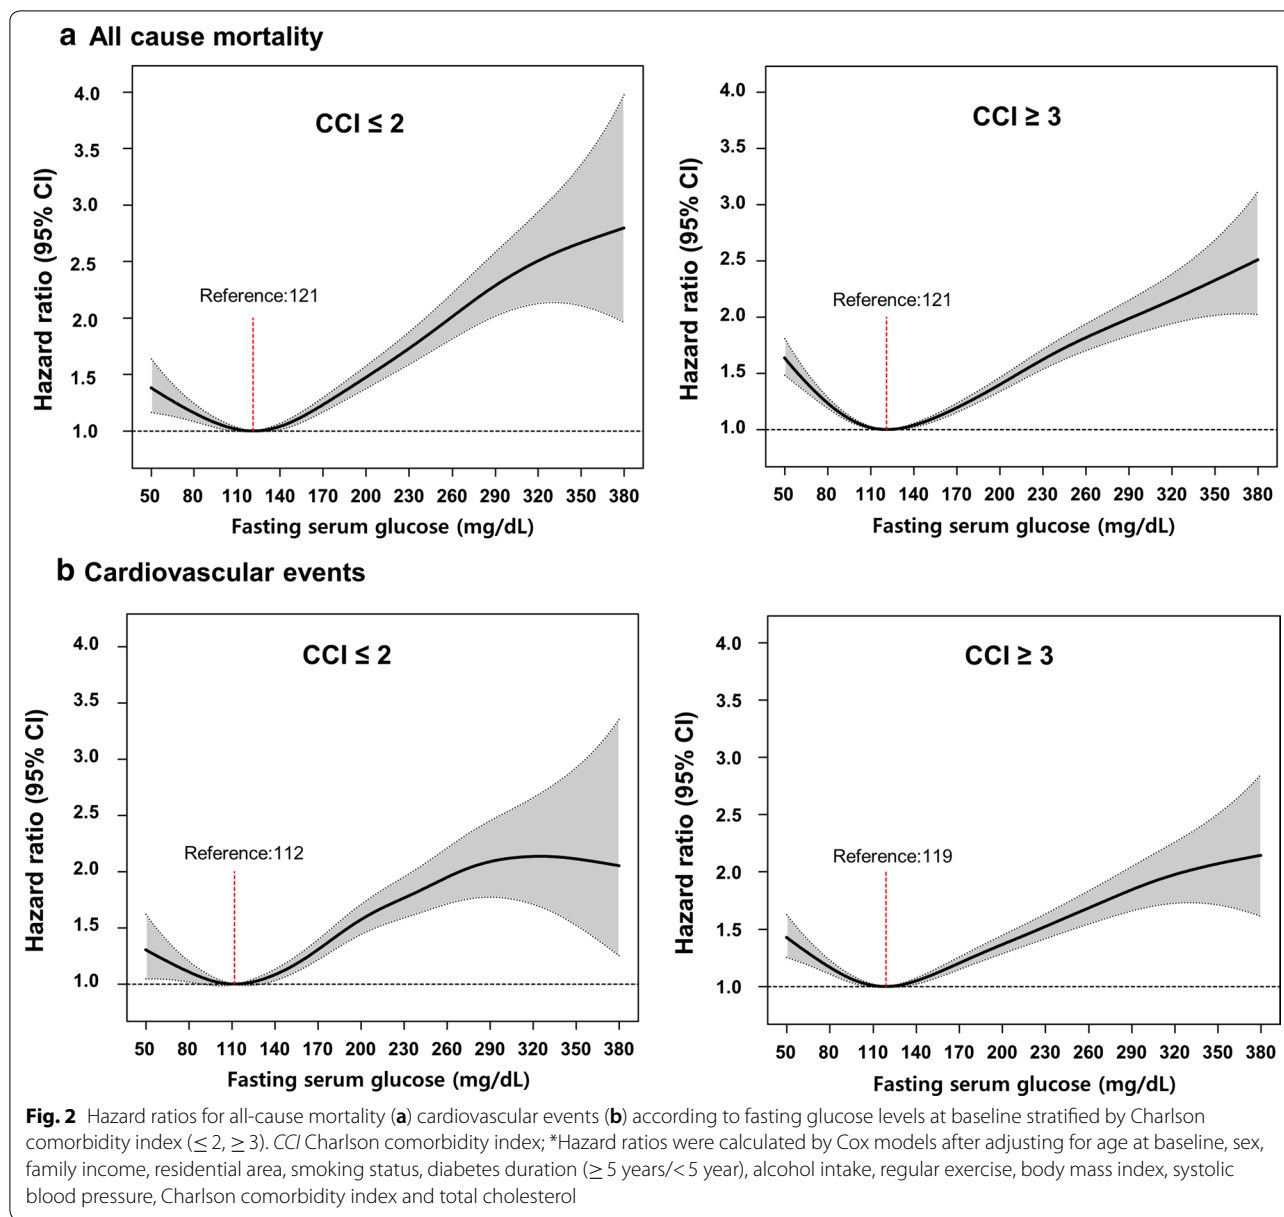 a All cause mortality
CCI ≤ 2
Hazard ratio (95% CI)
4.0
3.5
3.0
2.5
2.0
1.5
1.0
Reference:121
50 80 110 140 170 200 230 260 290 320 350 380
Fasting serum glucose (mg/dL)
CCI ≥ 3
Hazard ratio (95% CI)
4.0
3.5
3.0
2.5
2.0
1.5
1.0
Reference:121
50 80 110 140 170 200 230 260 290 320 350 380
Fasting serum glucose (mg/dL)
b Cardiovascular events
CCI ≤ 2
Hazard ratio (95% CI)
4.0
3.5
3.0
2.5
2.0
1.5
1.0
Reference:112
50 80 110 140 170 200 230 260 290 320 350 380
Fasting serum glucose (mg/dL)
CCI ≥ 3
Hazard ratio (95% CI)
4.0
3.5
3.0
2.5
2.0
1.5
1.0
Reference:119
50 80 110 140 170 200 230 260 290 320 350 380
Fasting serum glucose (mg/dL)
Fig. 2 Hazard ratios for all-cause mortality (a) cardiovascular events (b) according to fasting glucose levels at baseline stratified by Charlson
comorbidity index (≤ 2, ≥ 3). CCI Charlson comorbidity index; *Hazard ratios were calculated by Cox models after adjusting for age at baseline, sex,
family income, residential area, smoking status, diabetes duration (≥ 5 years/< 5 year), alcohol intake, regular exercise, body mass index, systolic
blood pressure, Charlson comorbidity index and total cholesterol